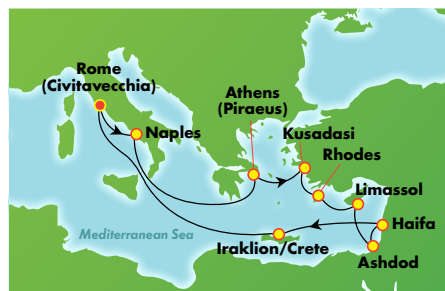 Rome
(Civitavecchia)
Athens
(Piraeus)
Naples
Kusadasi
Rhodes
Limassol
Haifa
Mediterranean Sea
Iraklion/Crete
Ashdod